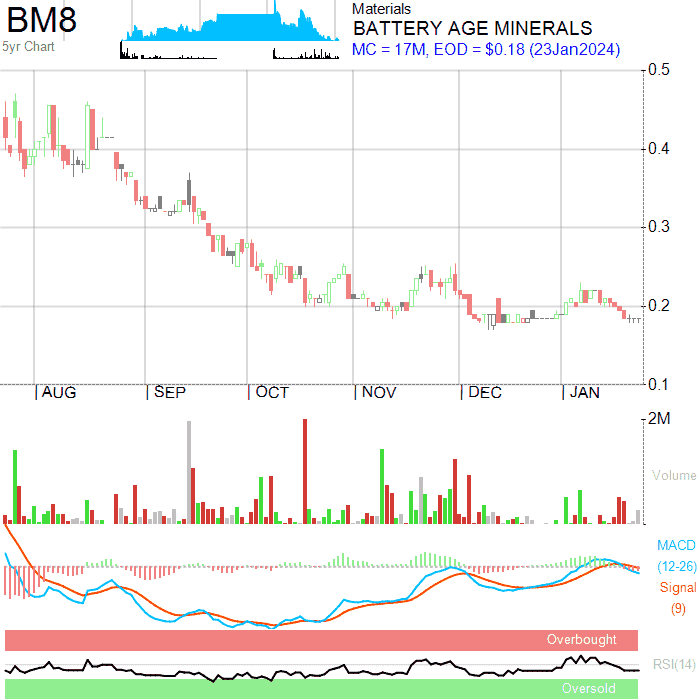 BM8
5yr Chart
Materials
BATTERY AGE MINERALS
MC = 17M, EOD = $0.18 (23Jan2024)
0.5
0.4
0.3
0.2
0.1
AUG SEP OCT NOV DEC JAN
2M
Volume
MACD
(12-26)
Signal
(9)
Overbought
RSI(14)
Oversold